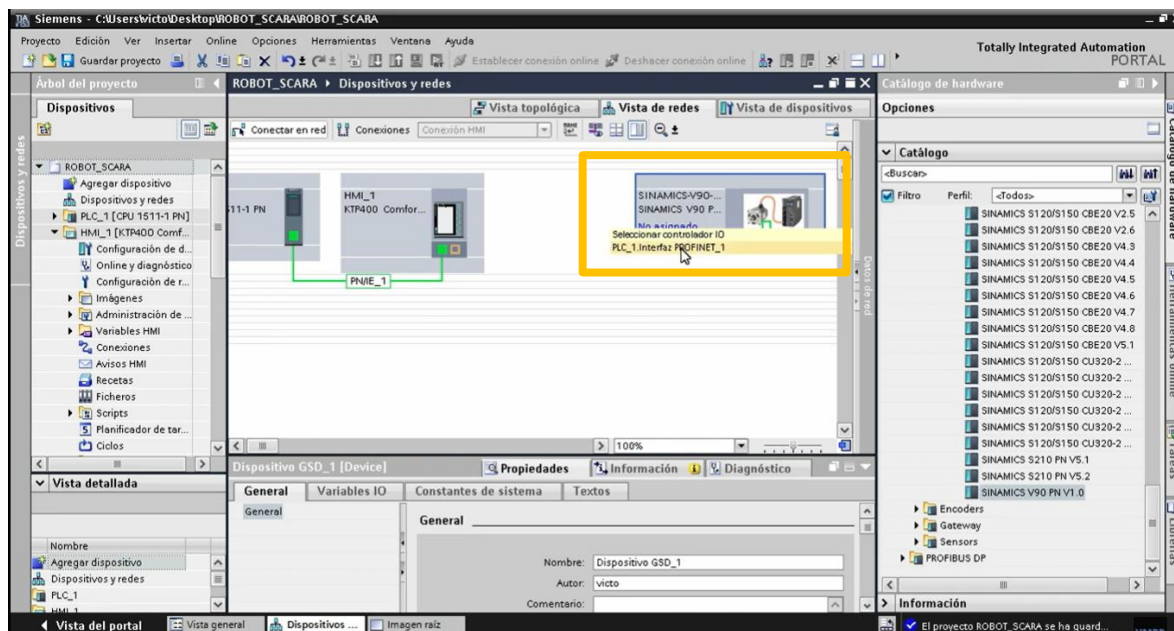 Siemens - C:\Users\victo\Desktop\ROBOT_SCARA\ROBOT_SCARA
Proyecto Edición Ver Insertar Online Opciones Herramientas Ventana Ayuda
Totally Integrated Automation
PORTAL
Guardar proyecto
Establecer conexión online
Deshacer conexión online
Árbol del proyecto
ROBOT_SCARA Dispositivos y redes
Catálogo de hardware
Dispositivos
Vista topológica
Vista de redes
Vista de dispositivos
Opciones
Conectar en red
Conexiones
Conexión HMI
Catálogo
<Buscar>
Filtro
Perfil:
<Todos>
Dispositivos y redes
ROBOT_SCARA
Agregar dispositivo
Dispositivos y redes
PLC_1 [CPU 1511-1 PN]
HMI_1 [KTP400 Comf...
Configuración de d...
Online y diagnóstico
Configuración de r...
Imágenes
Administración de ...
Variables HMI
Conexiones
Avisos HMI
Recetas
Ficheros
Scripts
Planificador de tar...
Ciclos
511-1 PN
HMI_1
KTP400 Comfor...
PN/IE_1
SINAMICS-V90-...
SINAMICS V90 P...
No asignado
Seleccionar controlador IO
PLC_1.Interfaz PROFINET_1
Datos de red
100%
SINAMICS S120/S150 CBE20 V2.5
SINAMICS S120/S150 CBE20 V2.6
SINAMICS S120/S150 CBE20 V4.3
SINAMICS S120/S150 CBE20 V4.4
SINAMICS S120/S150 CBE20 V4.5
SINAMICS S120/S150 CBE20 V4.6
SINAMICS S120/S150 CBE20 V4.7
SINAMICS S120/S150 CBE20 V4.8
SINAMICS S120/S150 CBE20 V5.1
SINAMICS S120/S150 CU320-2 ...
SINAMICS S120/S150 CU320-2 ...
SINAMICS S120/S150 CU320-2 ...
SINAMICS S120/S150 CU320-2 ...
SINAMICS S120/S150 CU320-2 ...
SINAMICS S120/S150 CU320-2 ...
SINAMICS S210 PN V5.1
SINAMICS S210 PN V5.2
SINAMICS V90 PN V1.0
Encoders
Gateway
Sensors
PROFIBUS DP
Información
Catálogo de hardware
Herramientas online
Tareas
Librerías
Dispositivo GSD_1 [Device]
Propiedades
Información
Diagnóstico
General
Variables IO
Constantes de sistema
Textos
General
General
Nombre:
Dispositivo GSD_1
Autor:
victo
Comentario:
Vista detallada
Nombre
Agregar dispositivo
Dispositivos y redes
PLC_1
HMI_1
Vista del portal
Vista general
Dispositivos ...
Imagen raíz
El proyecto ROBOT_SCARA se ha guard...